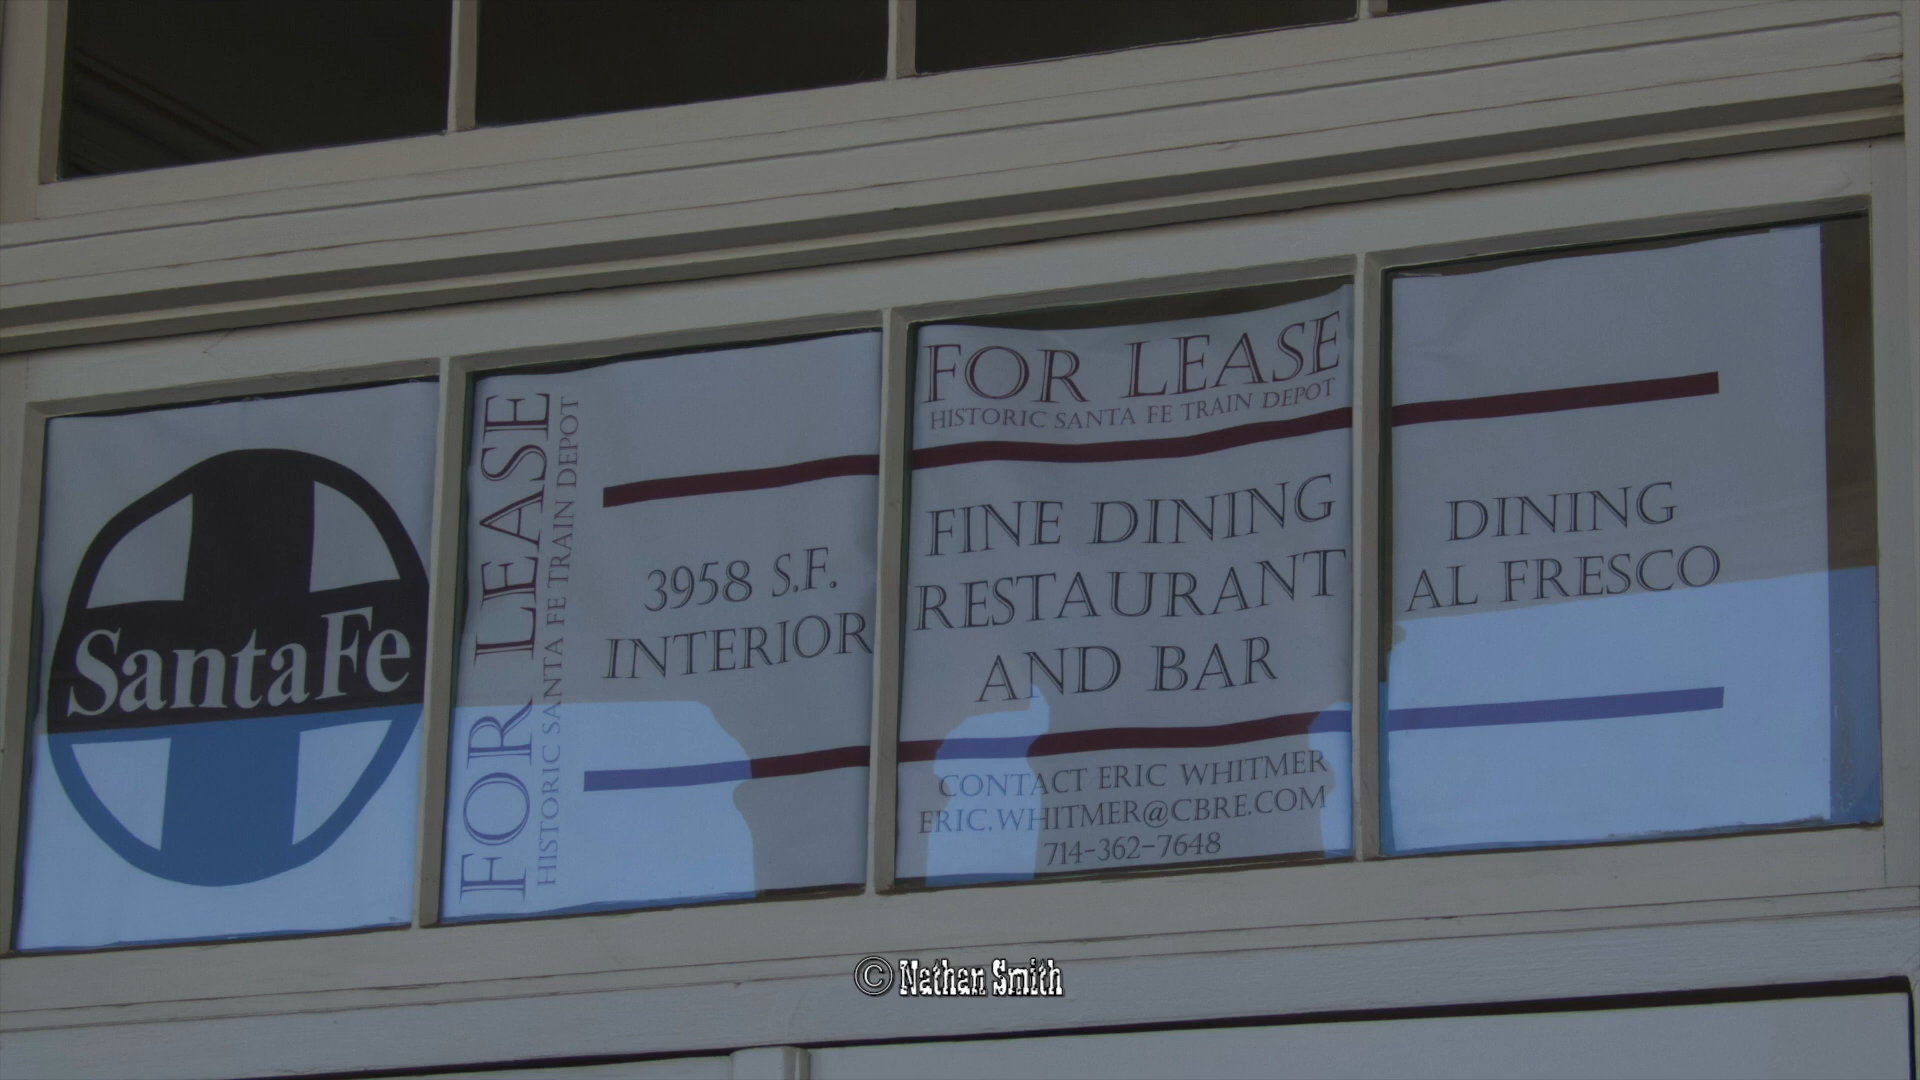 SantaFe
FOR LEASE
HISTORIC SANTA FE TRAIN DEPOT
3958 S.F.
INTERIOR
FOR LEASE
HISTORIC SANTA FE TRAIN DEPOT
FINE DINING
RESTAURANT
AND BAR
CONTACT ERIC WHITMER
ERIC.WHITMER@CBRE.COM
714-362-7648
DINING
AL FRESCO
© Nathan Smith